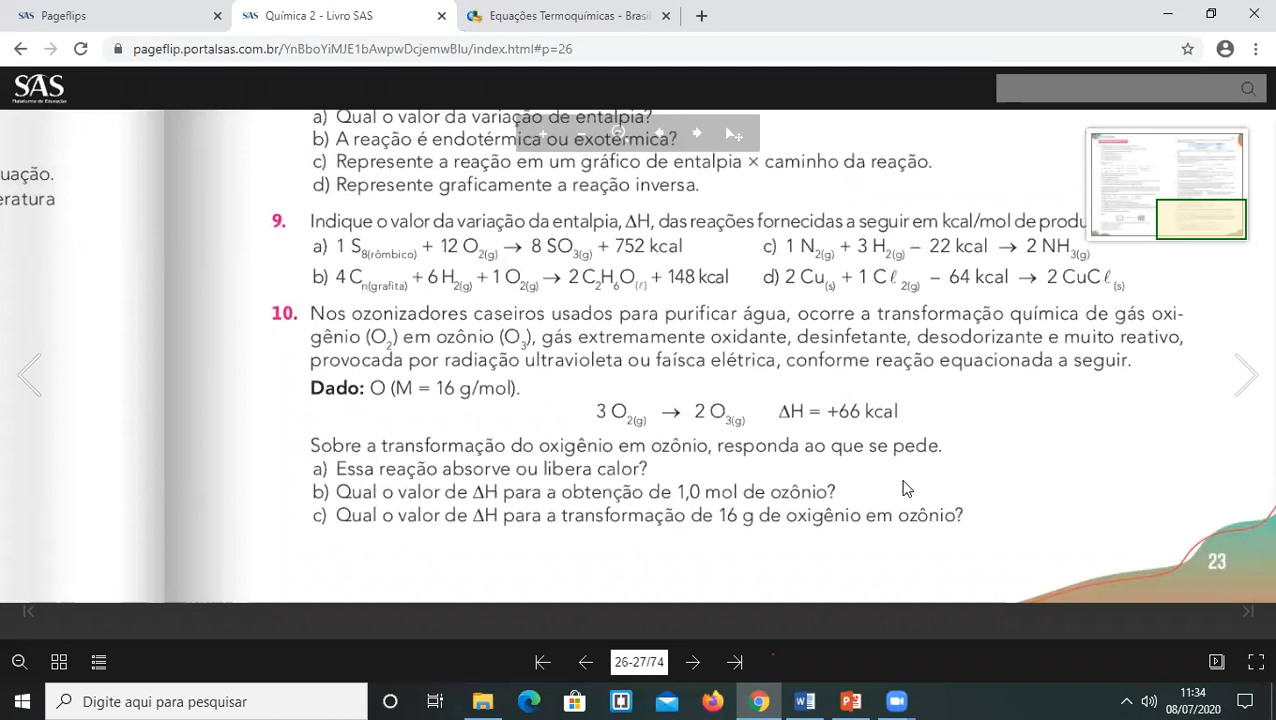 Pageflips
Química 2 - Livro SAS
Equações Termoquímicas - Brasil
pageflip.portalsas.com.br/YnBboYiMJE1bAwpwDcjemwBlu/index.html#p=26
SAS
Plataforma de Educação
a) Qual o valor da variação de entalpia?
b) A reação é endotérmica ou exotérmica?
c) Represente a reação em um gráfico de entalpia × caminho da reação.
d) Represente graficamente a reação inversa.
uação.
eratura
9. Indique o valor da variação da entalpia, ΔH, das reações fornecidas a seguir em kcal/mol de produ
a) 1 S8(rômbico) + 12 O2(g) → 8 SO3(g) + 752 kcal
c) 1 N2(g) + 3 H2(g) – 22 kcal → 2 NH3(g)
b) 4 Cn(grafita) + 6 H2(g) + 1 O2(g) → 2 C2H6O(ℓ) + 148 kcal
d) 2 Cu(s) + 1 Cℓ2(g) – 64 kcal → 2 CuCℓ(s)
10. Nos ozonizadores caseiros usados para purificar água, ocorre a transformação química de gás oxi-
gênio (O2) em ozônio (O3), gás extremamente oxidante, desinfetante, desodorizante e muito reativo,
provocada por radiação ultravioleta ou faísca elétrica, conforme reação equacionada a seguir.
Dado: O (M = 16 g/mol).
3 O2(g) → 2 O3(g) ΔH = +66 kcal
Sobre a transformação do oxigênio em ozônio, responda ao que se pede.
a) Essa reação absorve ou libera calor?
b) Qual o valor de ΔH para a obtenção de 1,0 mol de ozônio?
c) Qual o valor de ΔH para a transformação de 16 g de oxigênio em ozônio?
23
26-27/74
Digite aqui para pesquisar
11:34
08/07/2020